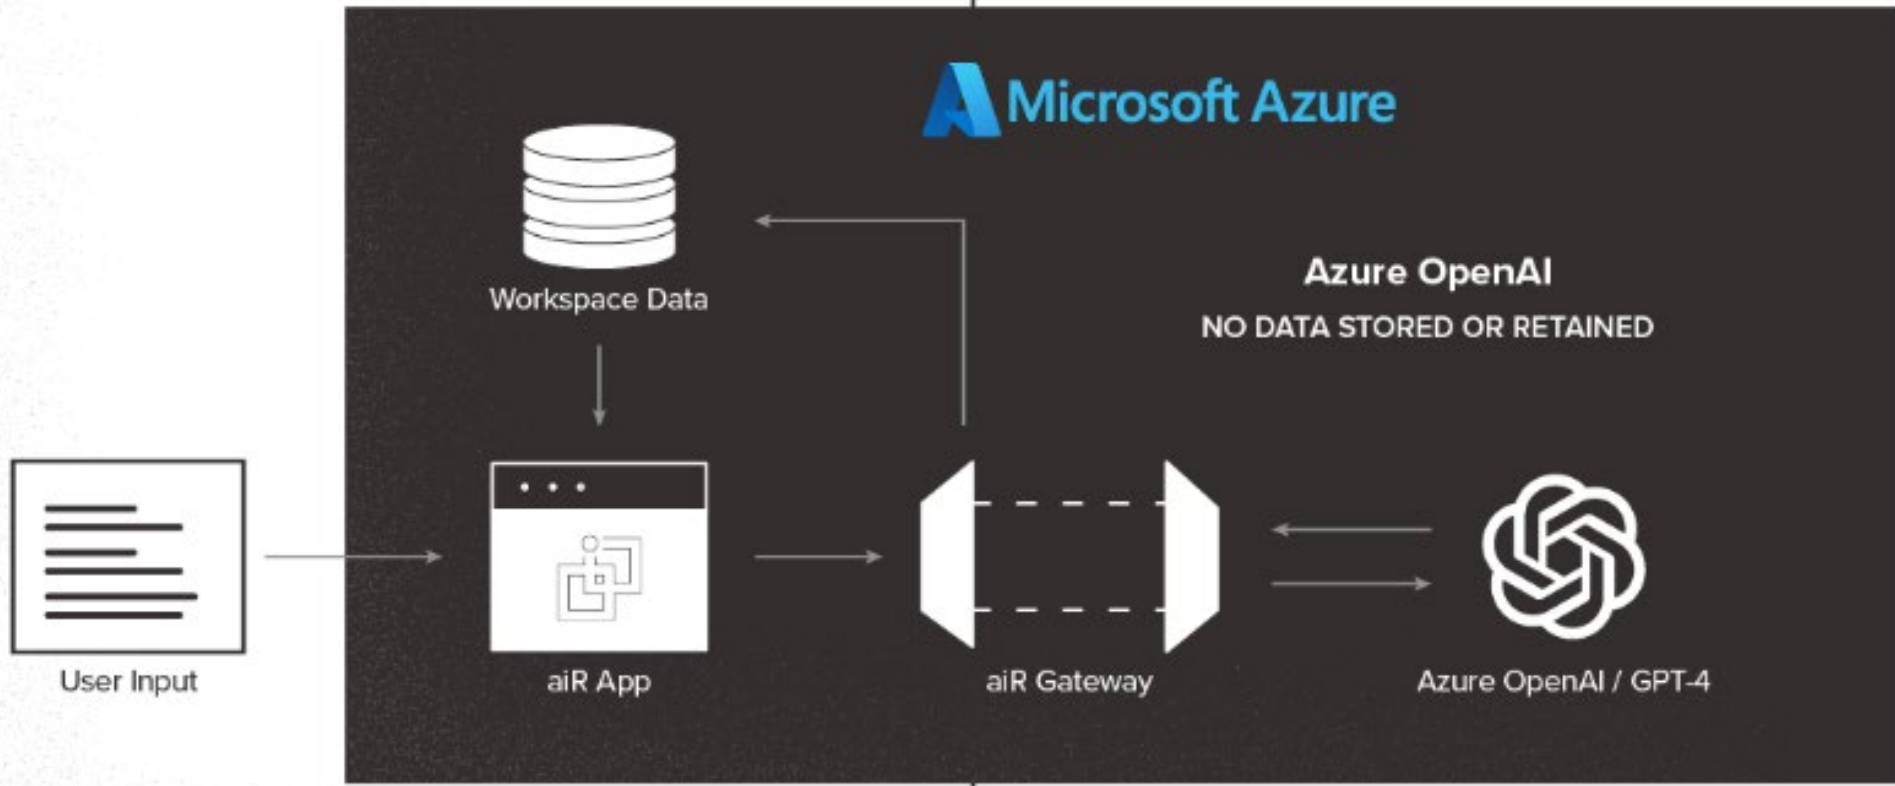 Microsoft Azure
Workspace Data
Azure OpenAI
NO DATA STORED OR RETAINED
User Input
aiR App
aiR Gateway
Azure OpenAI / GPT-4